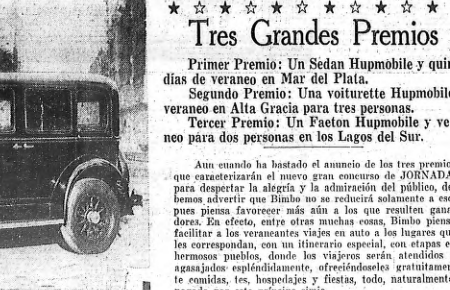 Tres Grandes Premios
Primer Premio: Un Sedan Hupmobile y quin
días de veraneo en Mar del Plata.
Segundo Premio: Una voiturette Hupmobile
veraneo en Alta Gracia para tres personas.
Tercer Premio: Un Faeton Hupmobile y ve
neo para dos personas en los Lagos del Sur.
Aun cuando ha bastado el anuncio de los tres premio
que caracterizarán el nuevo gran concurso de JORNADA
para despertar la alegría y la admiración del público, de
bemos advertir que Bimbo no se reducirá solamente a eso
pues piensa favorecer más aún a los que resulten gana
dores. En efecto, entre otras muchas cosas, Bimbo piens
facilitar a los veraneantes viajes en auto a los lugares qu
les correspondan, con un itinerario especial, con etapas e
hermosos pueblos, donde los viajeros serán atendidos
agasajados espléndidamente, ofreciéndoseles gratuitamen
te comidas, tes, hospedajes y fiestas, todo, naturalmente